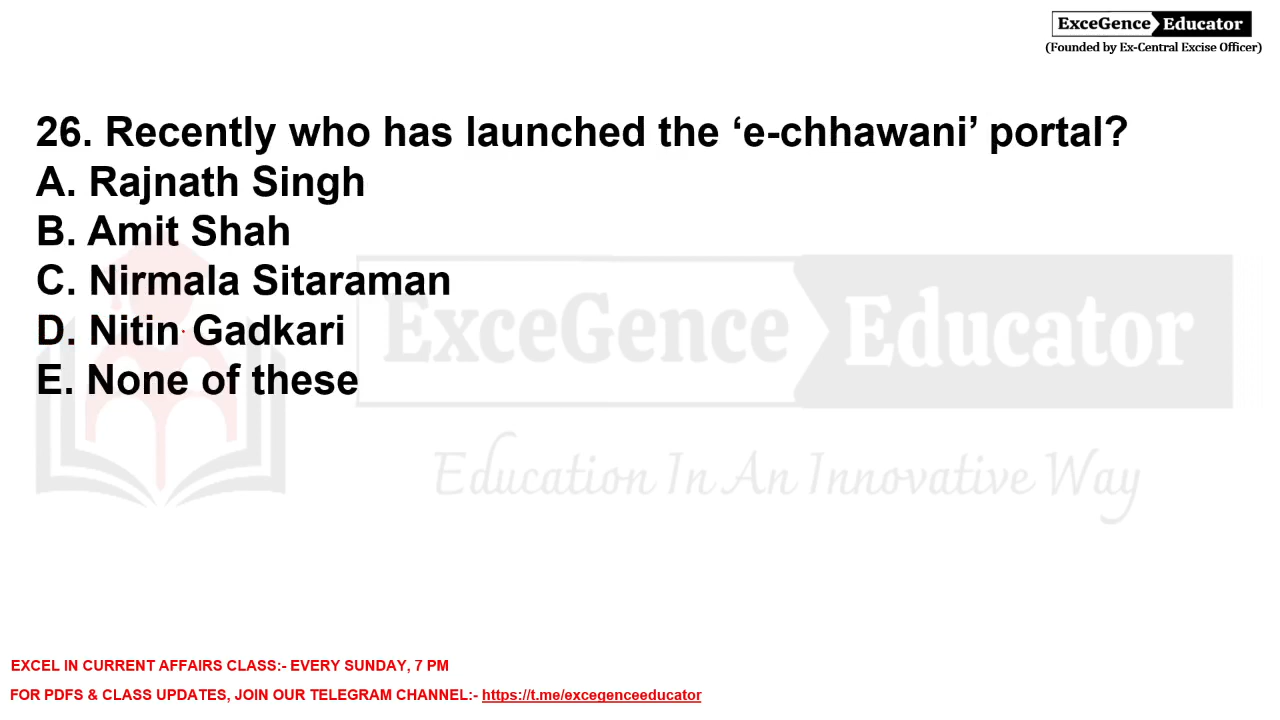 ExceGence Educator
(Founded by Ex-Central Excise Officer)
26. Recently who has launched the ‘e-chhawani’ portal?
A. Rajnath Singh
B. Amit Shah
C. Nirmala Sitaraman
D. Nitin Gadkari
E. None of these
ExceGence Educator
Education In An Innovative Way
EXCEL IN CURRENT AFFAIRS CLASS:- EVERY SUNDAY, 7 PM
FOR PDFS & CLASS UPDATES, JOIN OUR TELEGRAM CHANNEL:- https://t.me/excegenceeducator